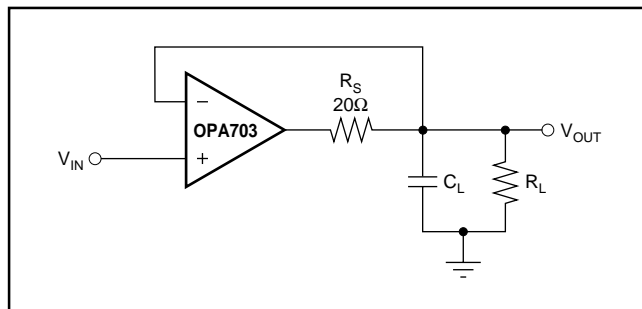 R_S
20Ω
−
OPA703
+
V_IN
V_OUT
C_L
R_L